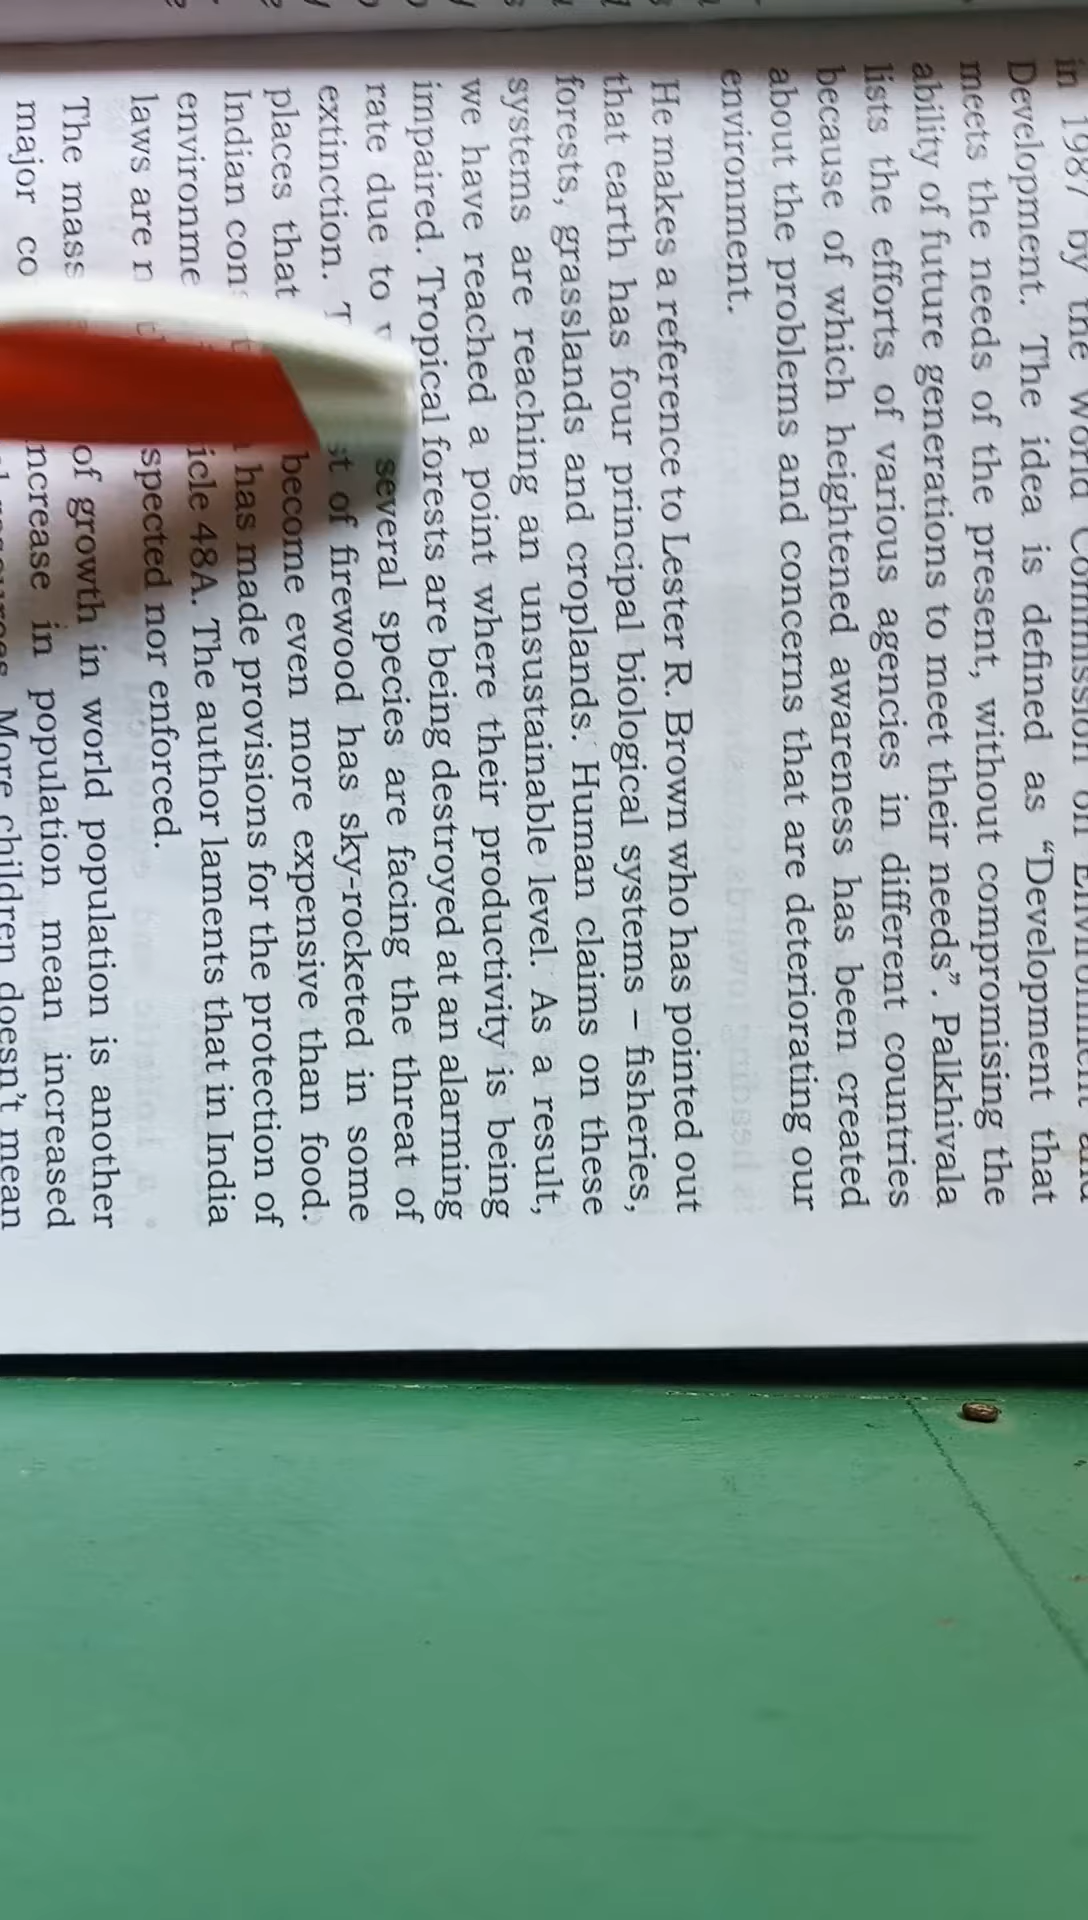 in 1987 by the World Commission on Environment and
Development. The idea is defined as “Development that
meets the needs of the present, without compromising the
ability of future generations to meet their needs”. Palkhivala
lists the efforts of various agencies in different countries
because of which heightened awareness has been created
about the problems and concerns that are deteriorating our
environment.
He makes a reference to Lester R. Brown who has pointed out
that earth has four principal biological systems – fisheries,
forests, grasslands and croplands. Human claims on these
systems are reaching an unsustainable level. As a result,
we have reached a point where their productivity is being
impaired. Tropical forests are being destroyed at an alarming
rate due to several species are facing the threat of
extinction. of firewood has sky-rocketed in some
places that become even more expensive than food.
Indian has made provisions for the protection of
48A. The author laments that in India
laws are nor enforced.
The mass of growth in world population is another
major increase in population mean increased
More children doesn't mean